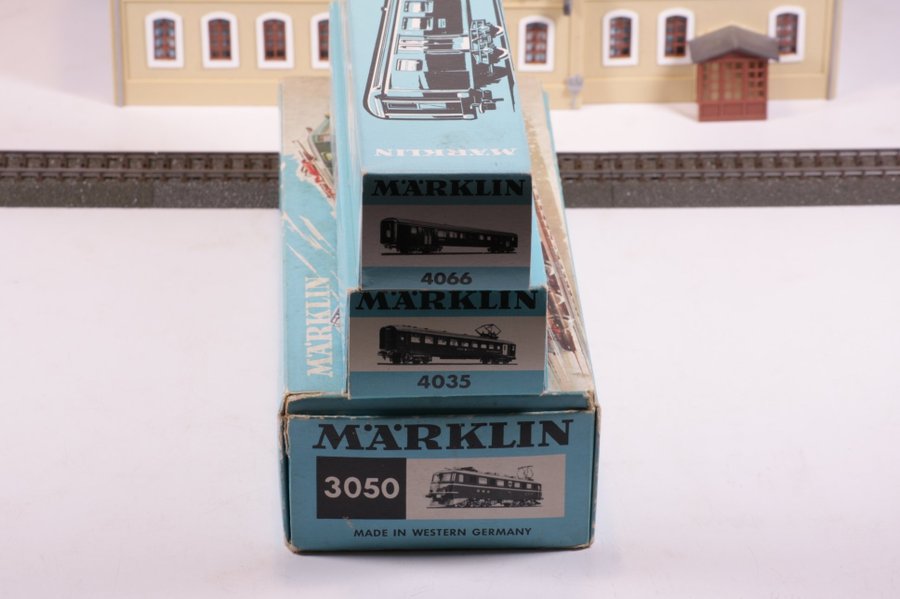 MÄRKLIN
MÄRKLIN
4066
MÄRKLIN
MÄRKLIN
4035
MÄRKLIN
3050
MADE IN WESTERN GERMANY